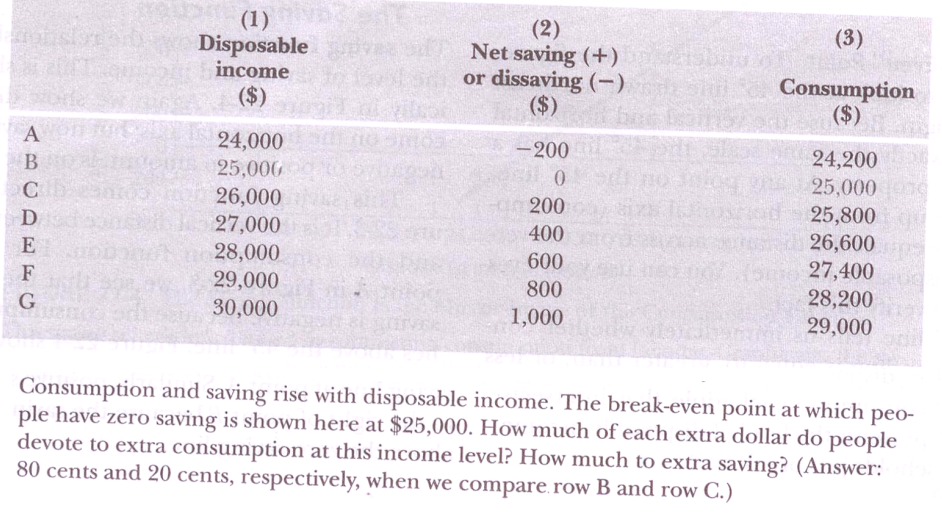 (1) (2) (3)
Disposable Net saving (+)
income or dissaving (−) Consumption
($) ($) ($)
A 24,000 −200 24,200
B 25,000 0 25,000
C 26,000 200 25,800
D 27,000 400 26,600
E 28,000 600 27,400
F 29,000 800 28,200
G 30,000 1,000 29,000
Consumption and saving rise with disposable income. The break-even point at which peo-
ple have zero saving is shown here at $25,000. How much of each extra dollar do people
devote to extra consumption at this income level? How much to extra saving? (Answer:
80 cents and 20 cents, respectively, when we compare row B and row C.)